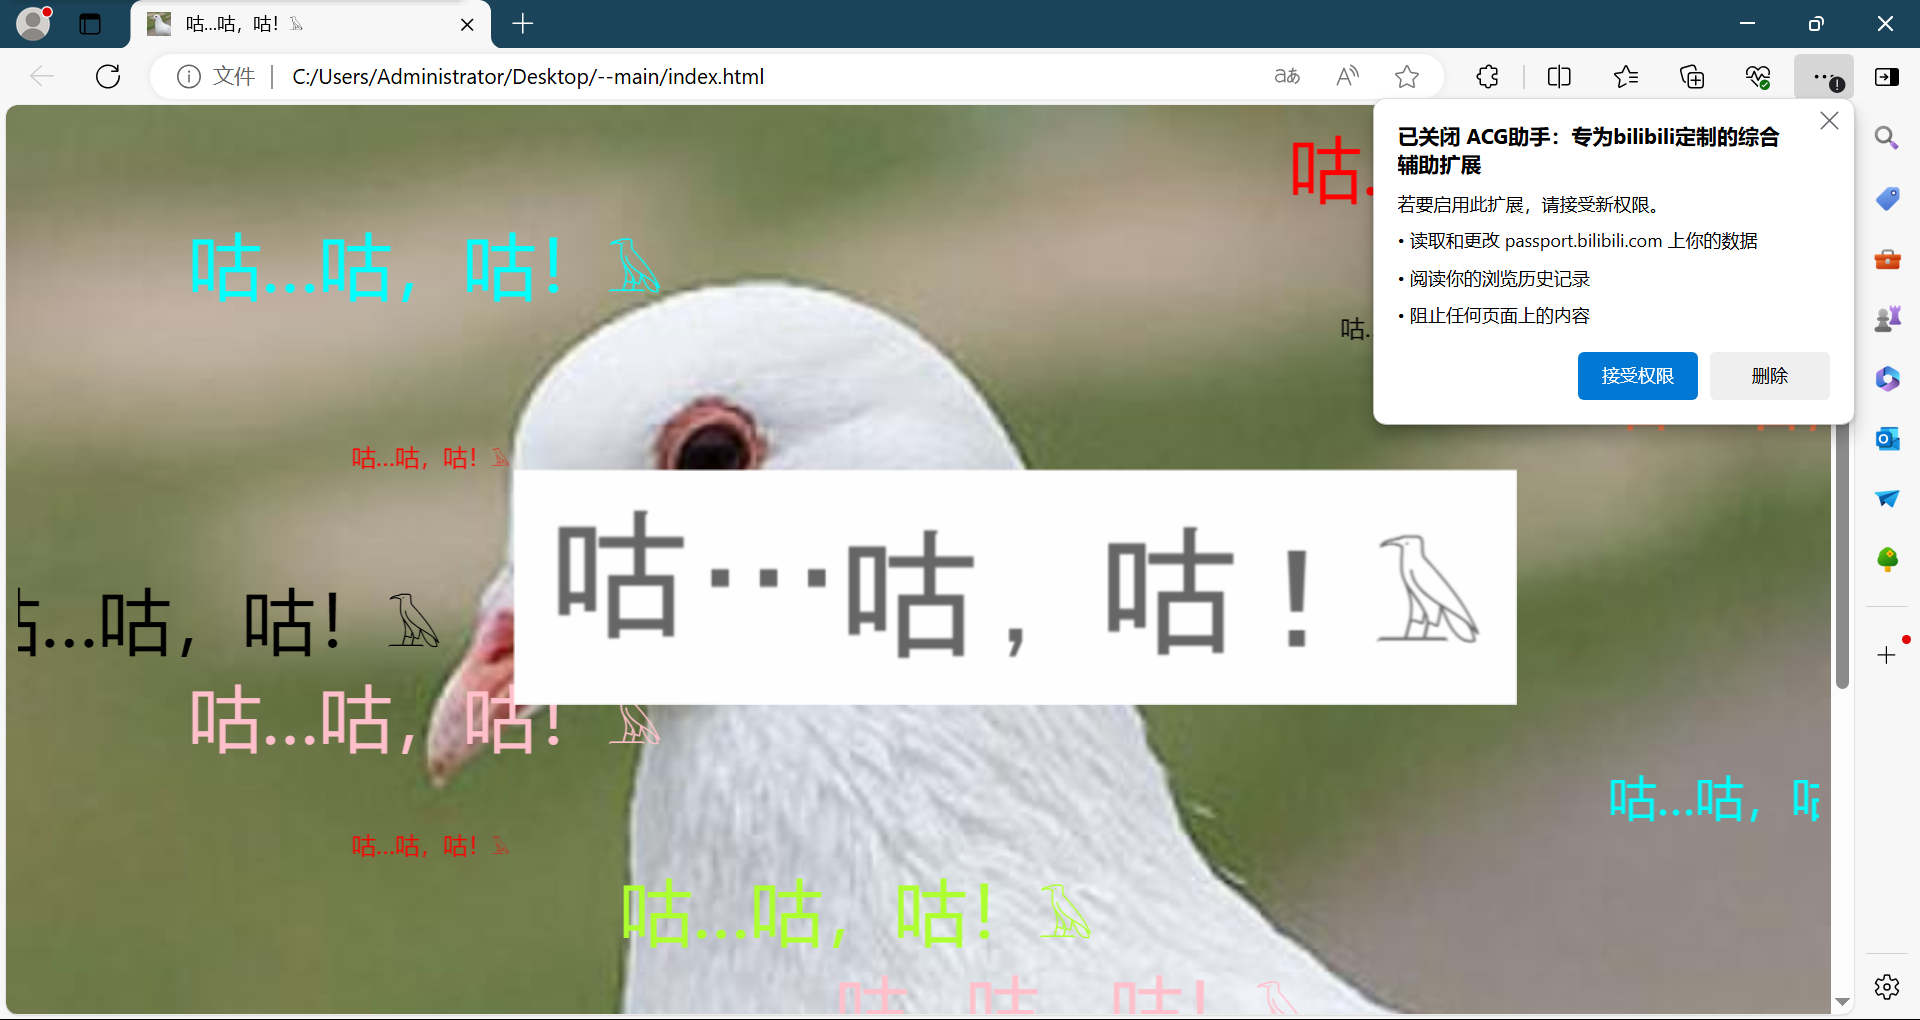 咕...咕，咕！𓅂
文件
C:/Users/Administrator/Desktop/--main/index.html
已关闭 ACG助手：专为bilibili定制的综合
辅助扩展
若要启用此扩展，请接受新权限。
• 读取和更改 passport.bilibili.com 上你的数据
• 阅读你的浏览历史记录
• 阻止任何页面上的内容
接受权限
删除
咕.
咕...咕，咕！
咕.
咕...咕，咕！
咕…咕，咕！
...咕，咕！
咕...咕，咕！
咕...咕，
咕...咕，咕！
咕...咕，咕！
咕...咕，咕！